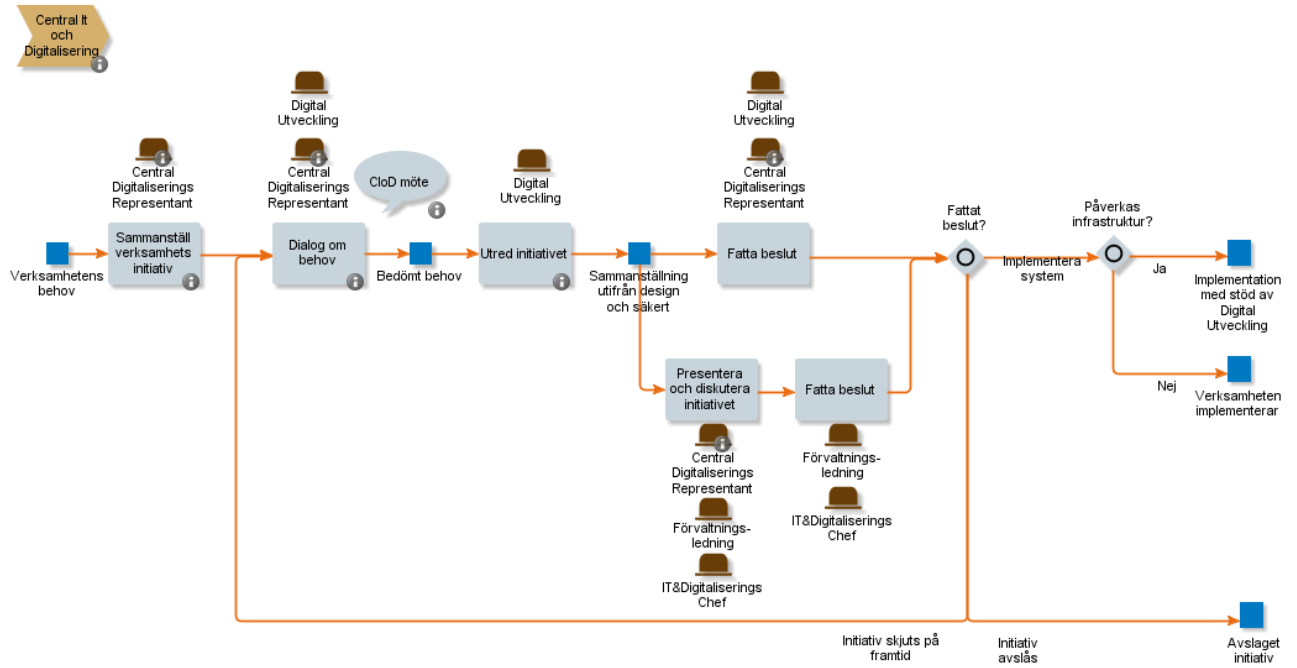 Central It
och
Digitalisering
Digital
Utveckling
Digital
Utveckling
Central
Digitaliserings
Representant
Central
Digitaliserings
Representant
CIoD möte
Digital
Utveckling
Central
Digitaliserings
Representant
Fattat
beslut?
Påverkas
infrastruktur?
Verksamhetens
behov
Sammanställ
verksamhets
initiativ
Dialog om
behov
Bedömt behov
Utred initiativet
Sammanställning
utifrån design
och säkert
Fatta beslut
Implementera
system
Ja
Implementation
med stöd av
Digital
Utveckling
Presentera
och diskutera
initiativet
Fatta beslut
Nej
Verksamheten
implementerar
Central
Digitaliserings
Representant
Förvaltnings-
ledning
Förvaltnings-
ledning
IT&Digitaliserings
Chef
IT&Digitaliserings
Chef
Initiativ skjuts på
framtid
Initiativ
avslås
Avslaget
initiativ